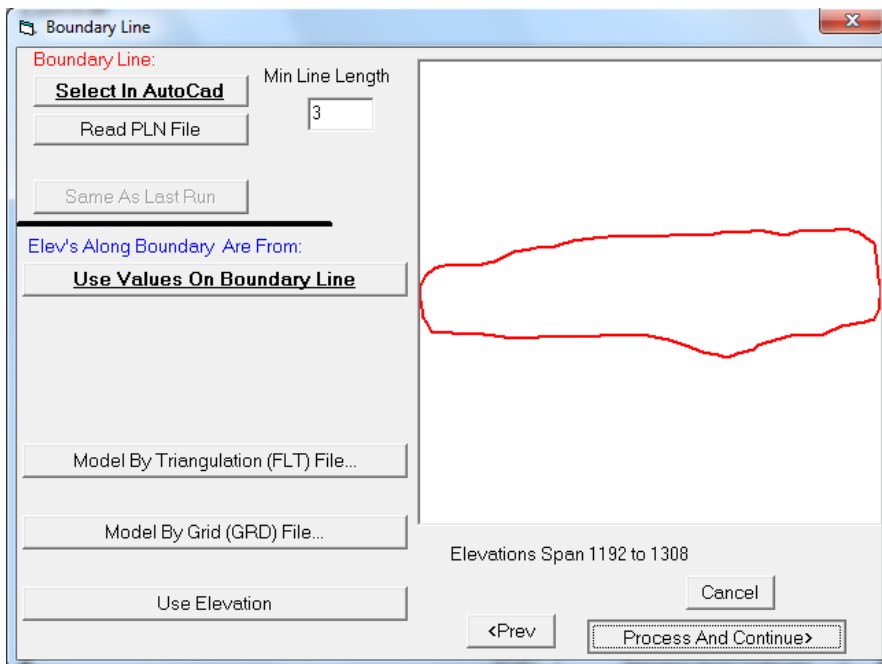 Boundary Line
Boundary Line:
Select In AutoCad
Min Line Length
3
Read PLN File
Same As Last Run
Elev's Along Boundary Are From:
Use Values On Boundary Line
Model By Triangulation (FLT) File...
Model By Grid (GRD) File...
Use Elevation
Elevations Span 1192 to 1308
Cancel
<Prev
Process And Continue>